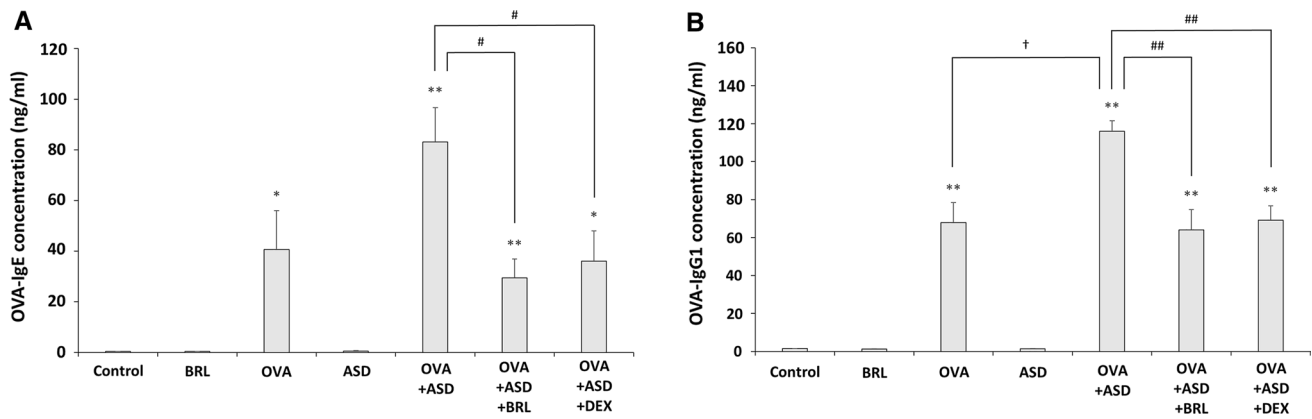 A
OVA-IgE concentration (ng/ml)
120
100
80
60
40
20
0
#
#
*
**
**
*
Control
BRL
OVA
ASD
OVA
+ASD
OVA
+ASD
+BRL
OVA
+ASD
+DEX
B
OVA-IgG1 concentration (ng/ml)
160
140
120
100
80
60
40
20
0
##
†
##
**
**
**
**
Control
BRL
OVA
ASD
OVA
+ASD
OVA
+ASD
+BRL
OVA
+ASD
+DEX